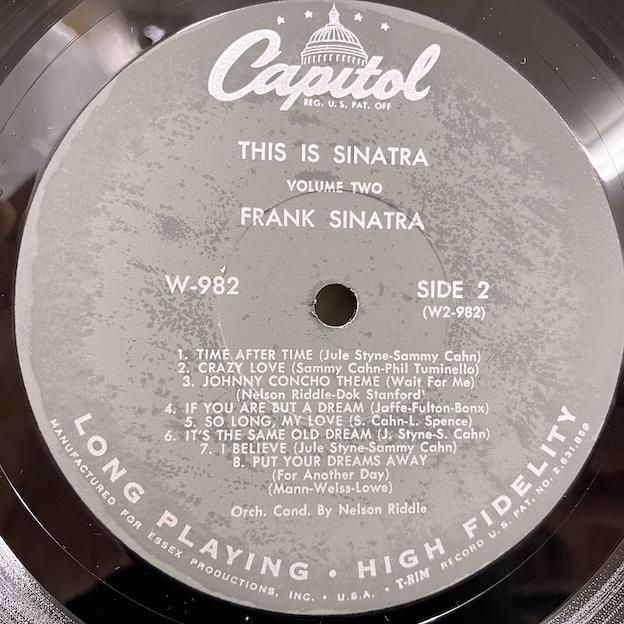 Capitol
REG. U.S. PAT. OFF
THIS IS SINATRA
VOLUME TWO
FRANK SINATRA
W-982
SIDE 2
(W2-982)
1. TIME AFTER TIME (Jule Styne-Sammy Cahn)
2. CRAZY LOVE (Sammy Cahn-Phil Tuminello)
3. JOHNNY CONCHO THEME (Wait For Me)
(Nelson Riddle-Dok Stanford)
4. IF YOU ARE BUT A DREAM (Jaffe-Fulton-Bonx)
5. SO LONG, MY LOVE (S. Cahn-L. Spence)
6. IT'S THE SAME OLD DREAM (J. Styne-S. Cahn)
7. I BELIEVE (Jule Styne-Sammy Cahn)
8. PUT YOUR DREAMS AWAY
(For Another Day)
(Mann-Weiss-Lowe)
Orch. Cond. By Nelson Riddle
LONG PLAYING • HIGH FIDELITY
MANUFACTURED FOR ESSEX PRODUCTIONS, INC. • U.S.A. • T-RIM RECORD U.S. PAT. NO. 2,631,859